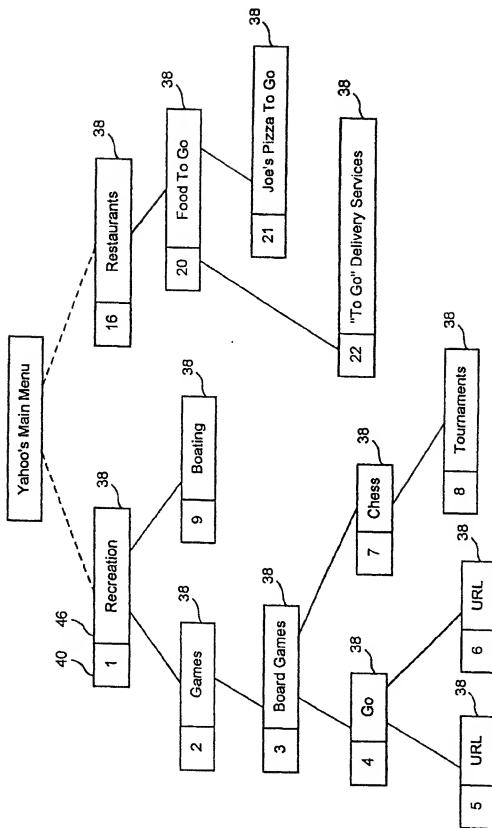 Yahoo's Main Menu
40 46
1 Recreation 38
16 Restaurants 38
2 Games 38
9 Boating 38
20 Food To Go 38
3 Board Games 38
21 Joe's Pizza To Go 38
4 Go 38
7 Chess 38
22 "To Go" Delivery Services 38
5 URL 38
6 URL 38
8 Tournaments 38